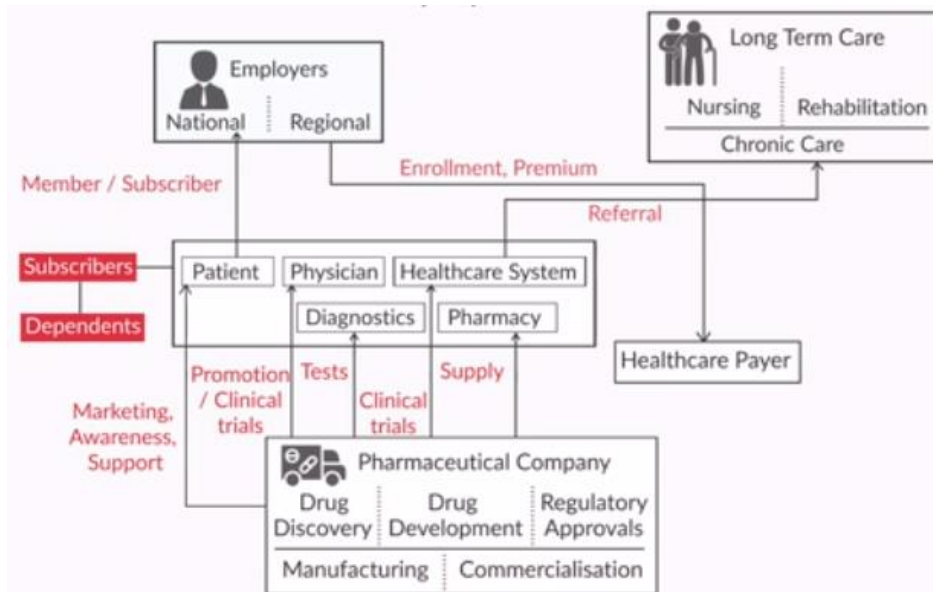 Employers
National
Regional
Long Term Care
Nursing
Rehabilitation
Chronic Care
Member / Subscriber
Enrollment, Premium
Referral
Subscribers
Dependents
Patient
Physician
Healthcare System
Diagnostics
Pharmacy
Healthcare Payer
Marketing,
Awareness,
Support
Promotion
/ Clinical
trials
Tests
Clinical
trials
Supply
Pharmaceutical Company
Drug
Discovery
Drug
Development
Regulatory
Approvals
Manufacturing
Commercialisation